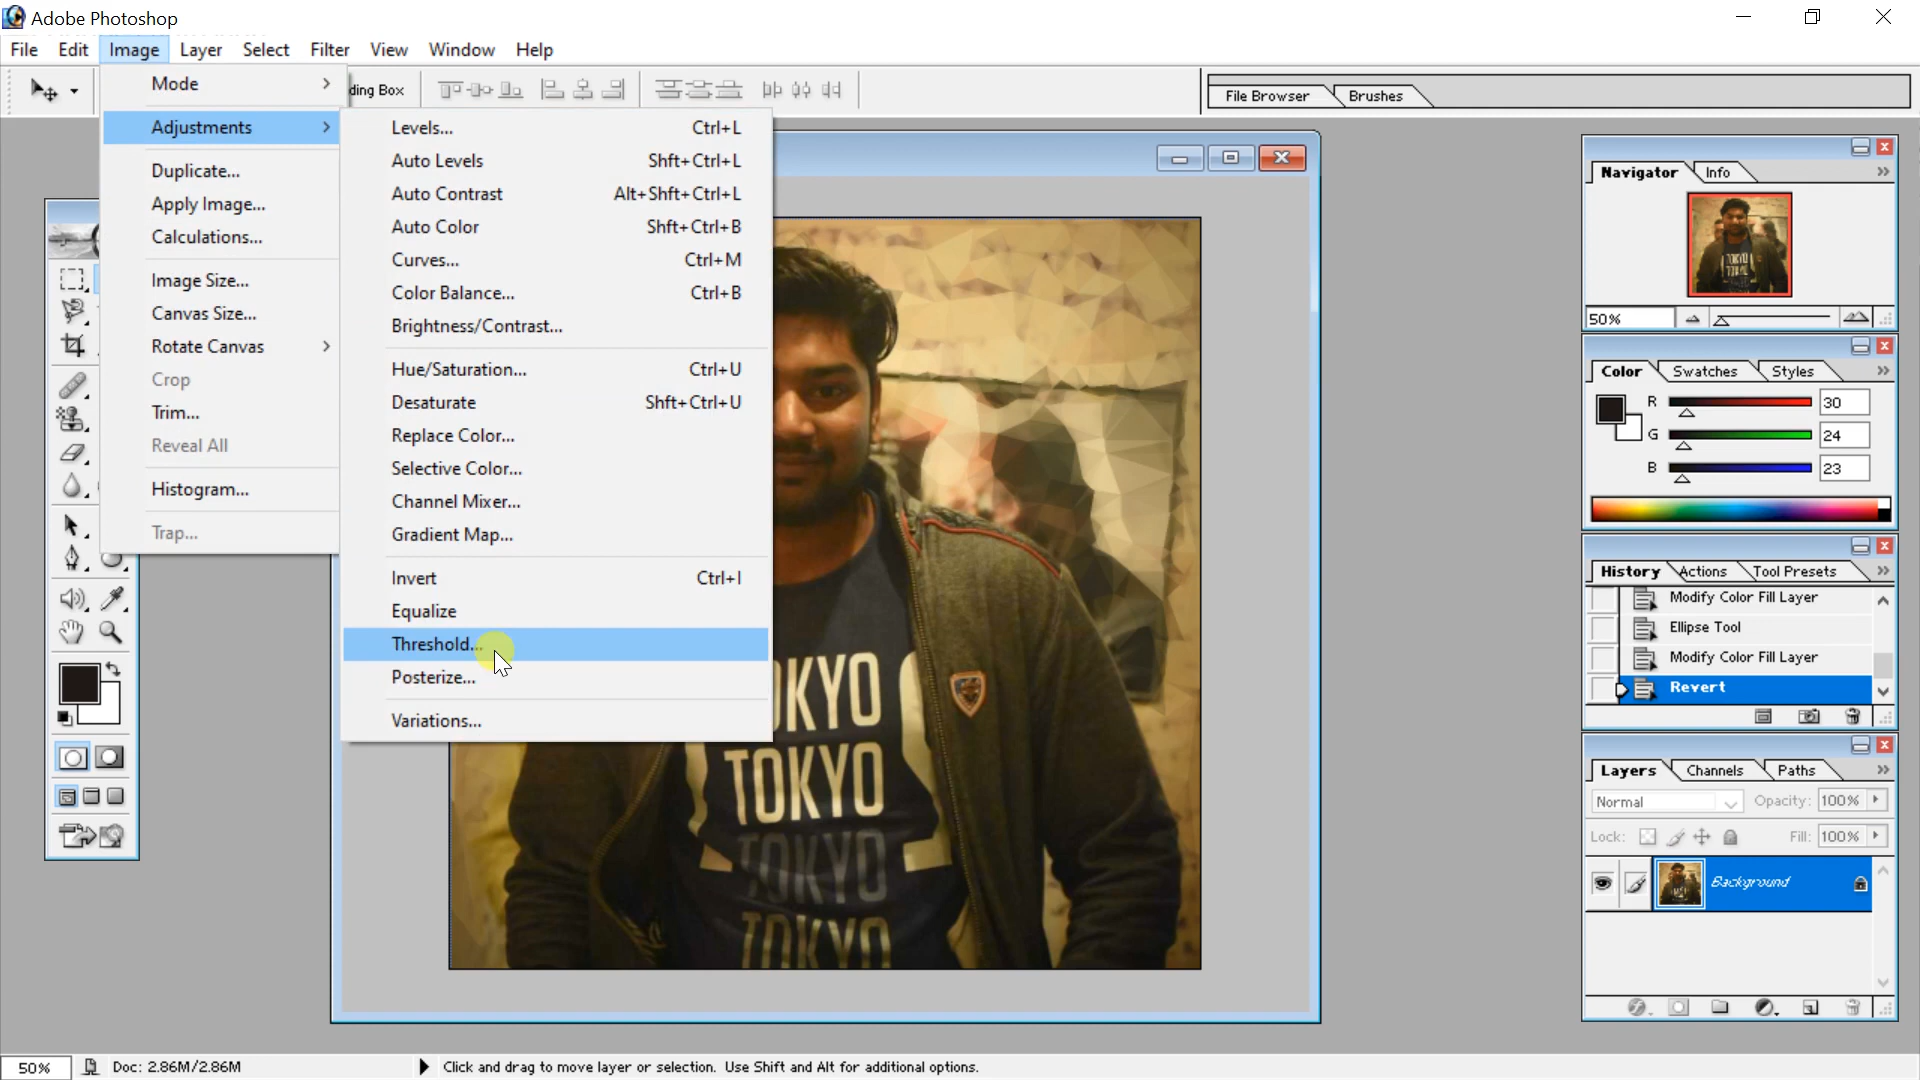 Adobe Photoshop
File Edit Image Layer Select Filter View Window Help
ding Box
File Browser Brushes
Mode
Adjustments
Duplicate...
Apply Image...
Calculations...
Image Size...
Canvas Size...
Rotate Canvas
Crop
Trim...
Reveal All
Histogram...
Trap...
Levels... Ctrl+L
Auto Levels Shft+Ctrl+L
Auto Contrast Alt+Shft+Ctrl+L
Auto Color Shft+Ctrl+B
Curves... Ctrl+M
Color Balance... Ctrl+B
Brightness/Contrast...
Hue/Saturation... Ctrl+U
Desaturate Shft+Ctrl+U
Replace Color...
Selective Color...
Channel Mixer...
Gradient Map...
Invert Ctrl+I
Equalize
Threshold...
Posterize...
Variations...
OKYO
TOKYO
TOKYO
TOKYO
Navigator Info
TOKYO
TOKYO
50%
Color Swatches Styles
R 30
G 24
B 23
History Actions Tool Presets
Modify Color Fill Layer
Ellipse Tool
Modify Color Fill Layer
Revert
Layers Channels Paths
Normal Opacity: 100%
Lock: Fill: 100%
Background
50% Doc: 2.86M/2.86M Click and drag to move layer or selection. Use Shift and Alt for additional options.